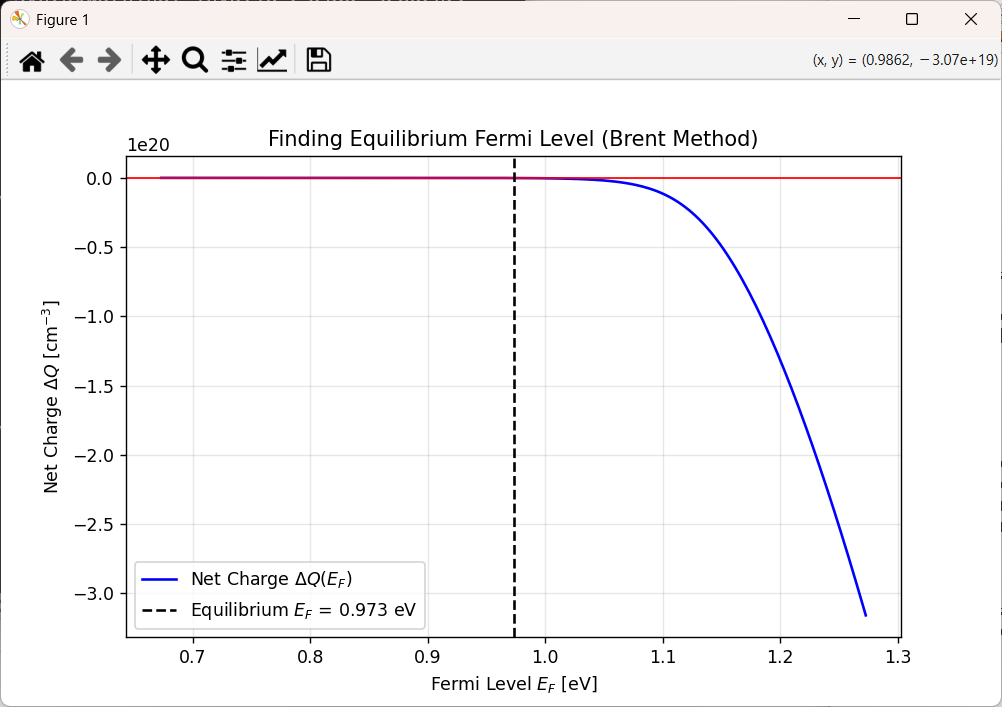 Figure 1
(x, y) = (0.9862, −3.07e+19)
Finding Equilibrium Fermi Level (Brent Method)
1e20
0.0
−0.5
−1.0
−1.5
−2.0
−2.5
−3.0
Net Charge ΔQ [cm⁻³]
Net Charge ΔQ(E_F)
Equilibrium E_F = 0.973 eV
0.7 0.8 0.9 1.0 1.1 1.2 1.3
Fermi Level E_F [eV]